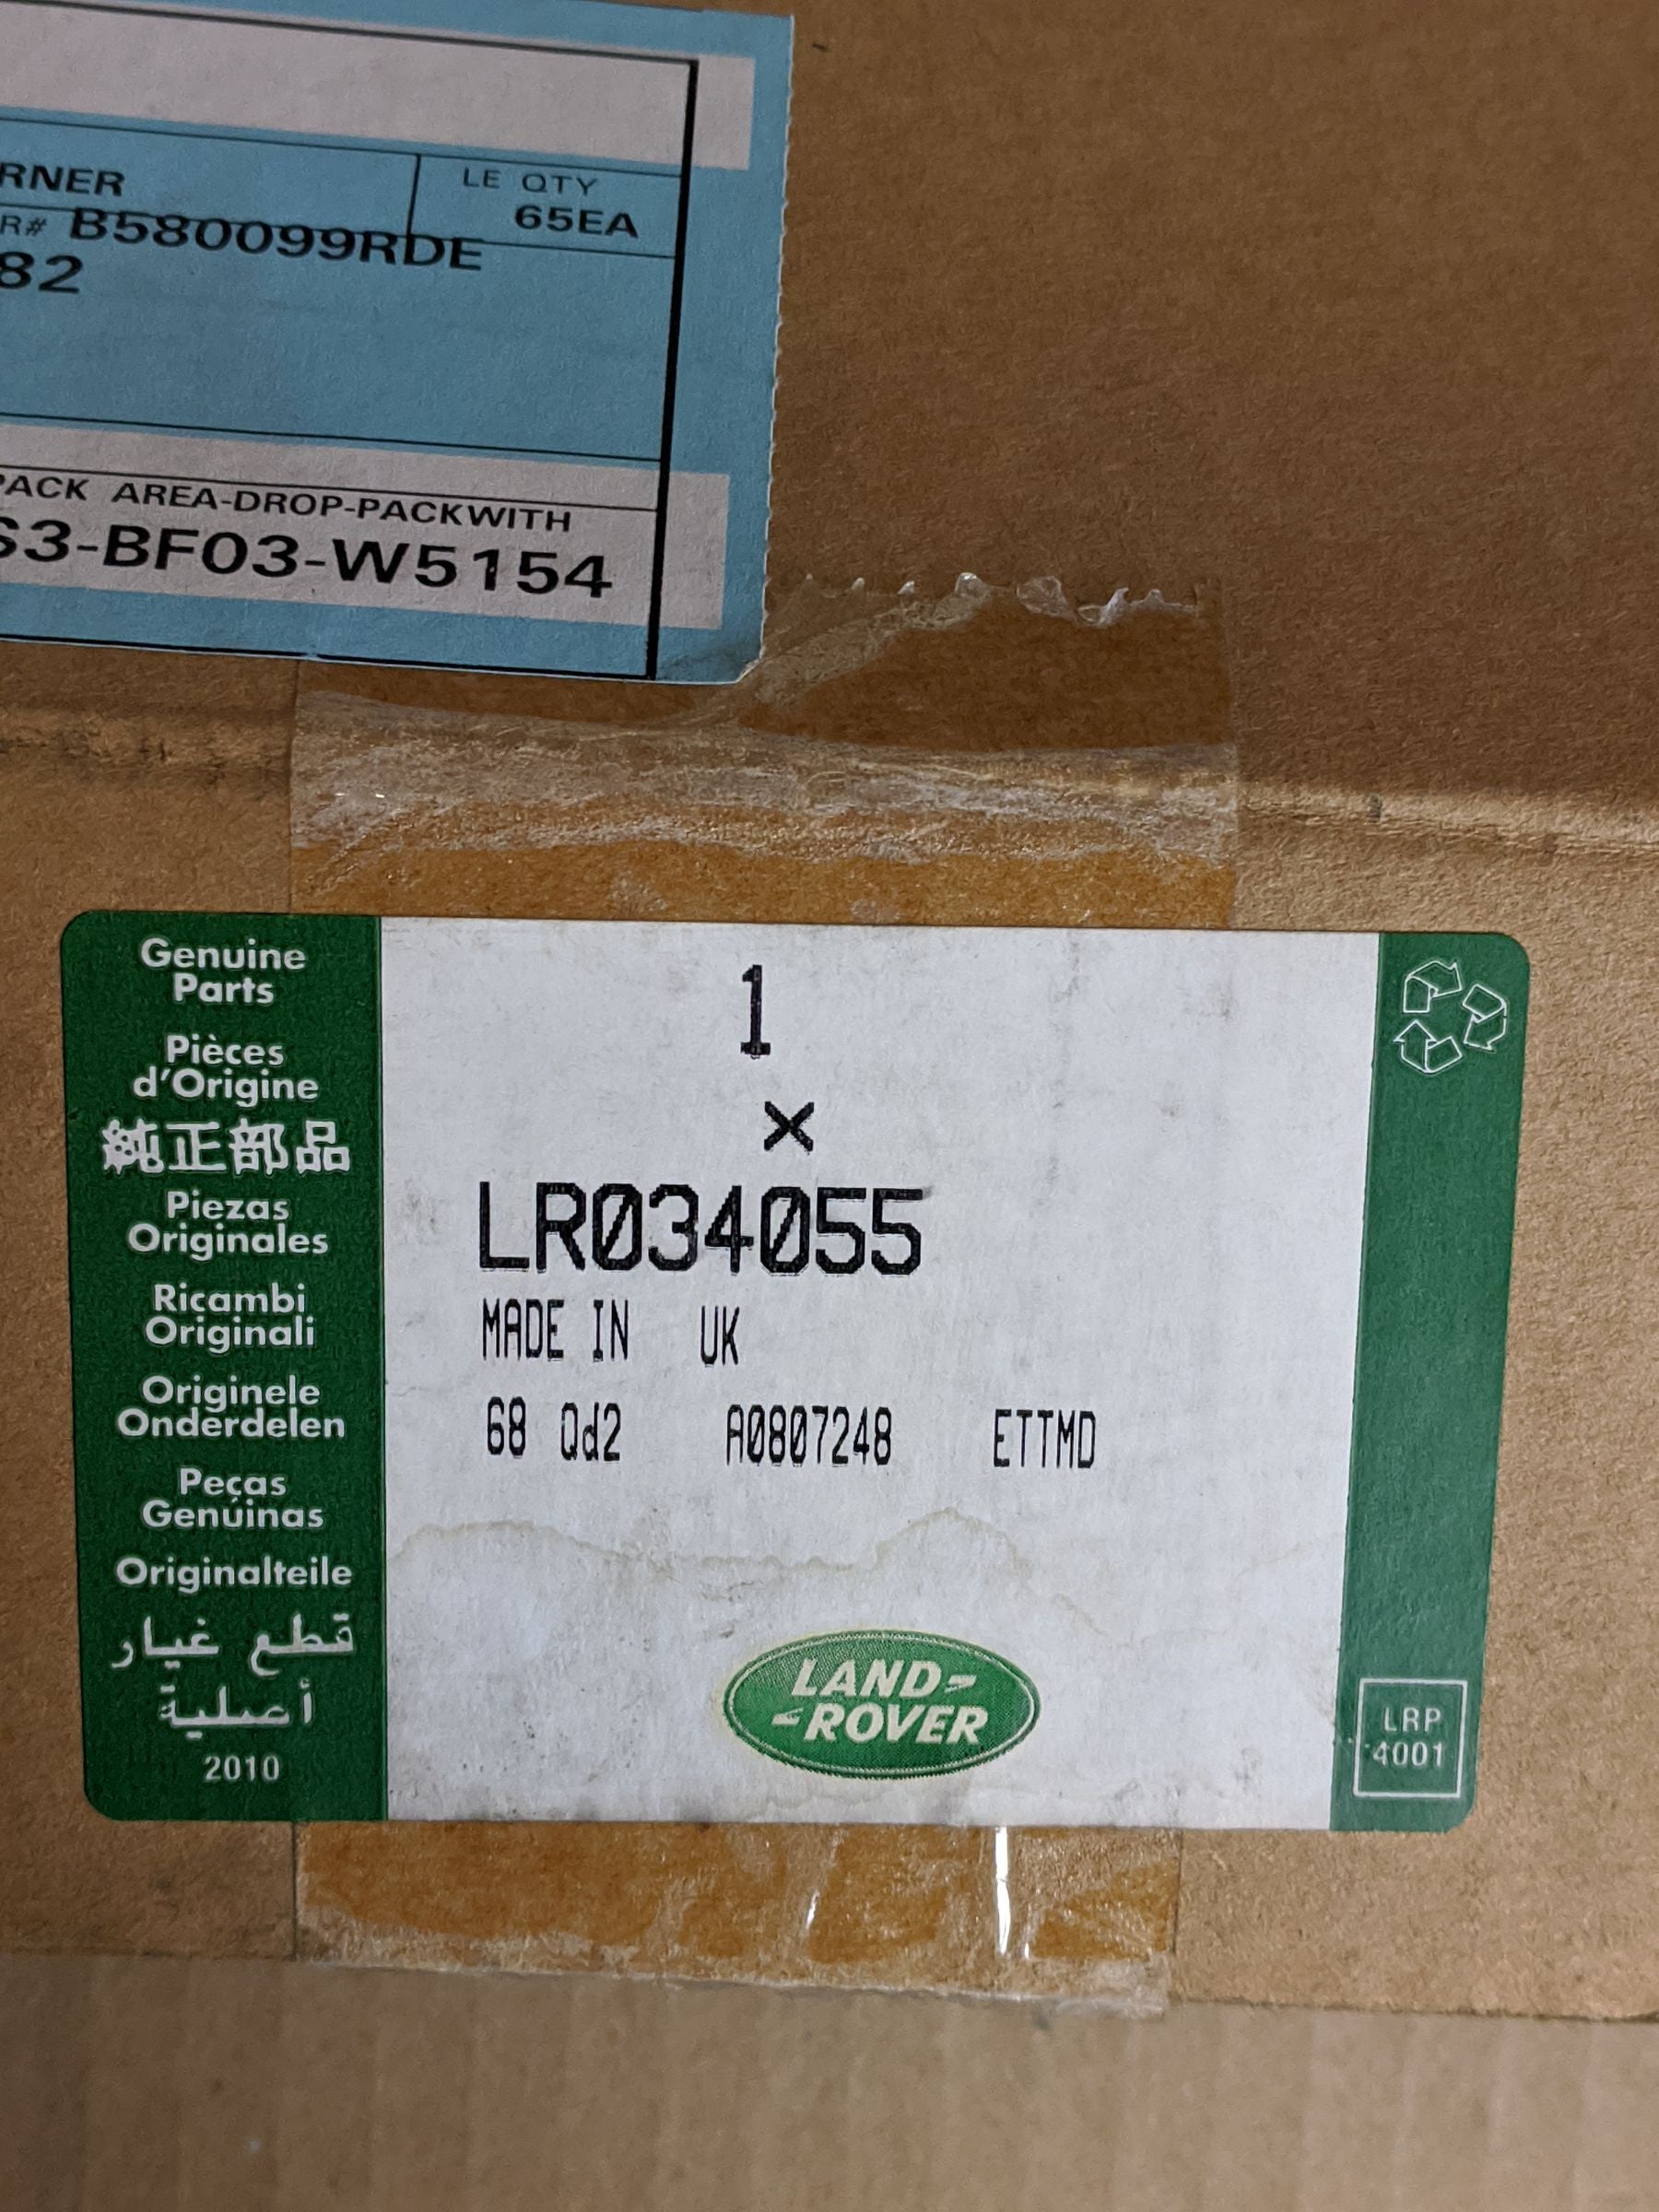 RNER
LE QTY
65EA
R# B580099RDE
82
PACK AREA-DROP-PACKWITH
S3-BF03-W5154
Genuine
Parts
Pièces
d'Origine
純正部品
Piezas
Originales
Ricambi
Originali
Originele
Onderdelen
Peças
Genúinas
Originalteile
قطع غيار
أصلية
2010
1
×
LR034055
MADE IN UK
68 Qd2 A0807248 ETTMD
LAND-
-ROVER
LRP
4001